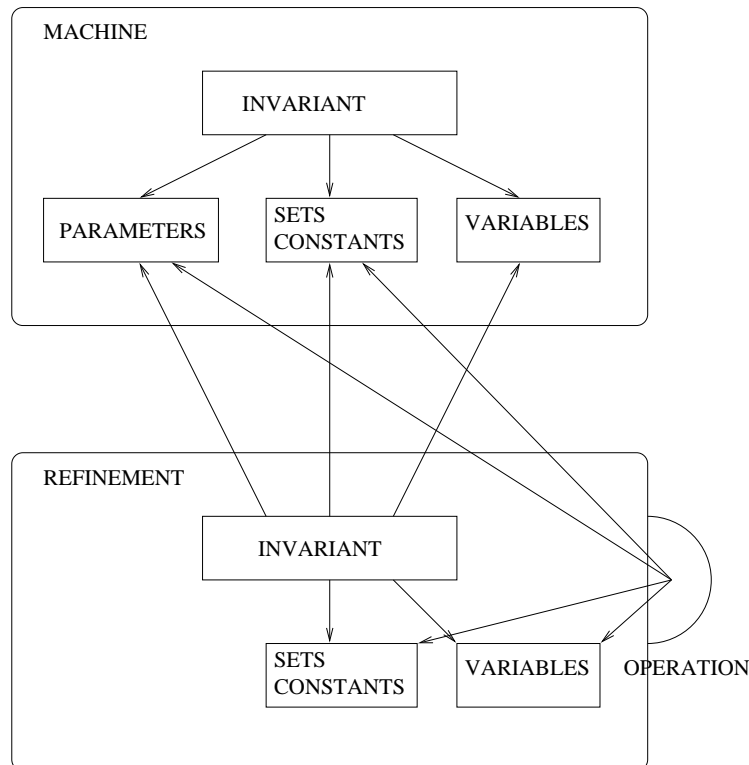 MACHINE
INVARIANT
PARAMETERS
SETS
CONSTANTS
VARIABLES
REFINEMENT
INVARIANT
SETS
CONSTANTS
VARIABLES
OPERATION